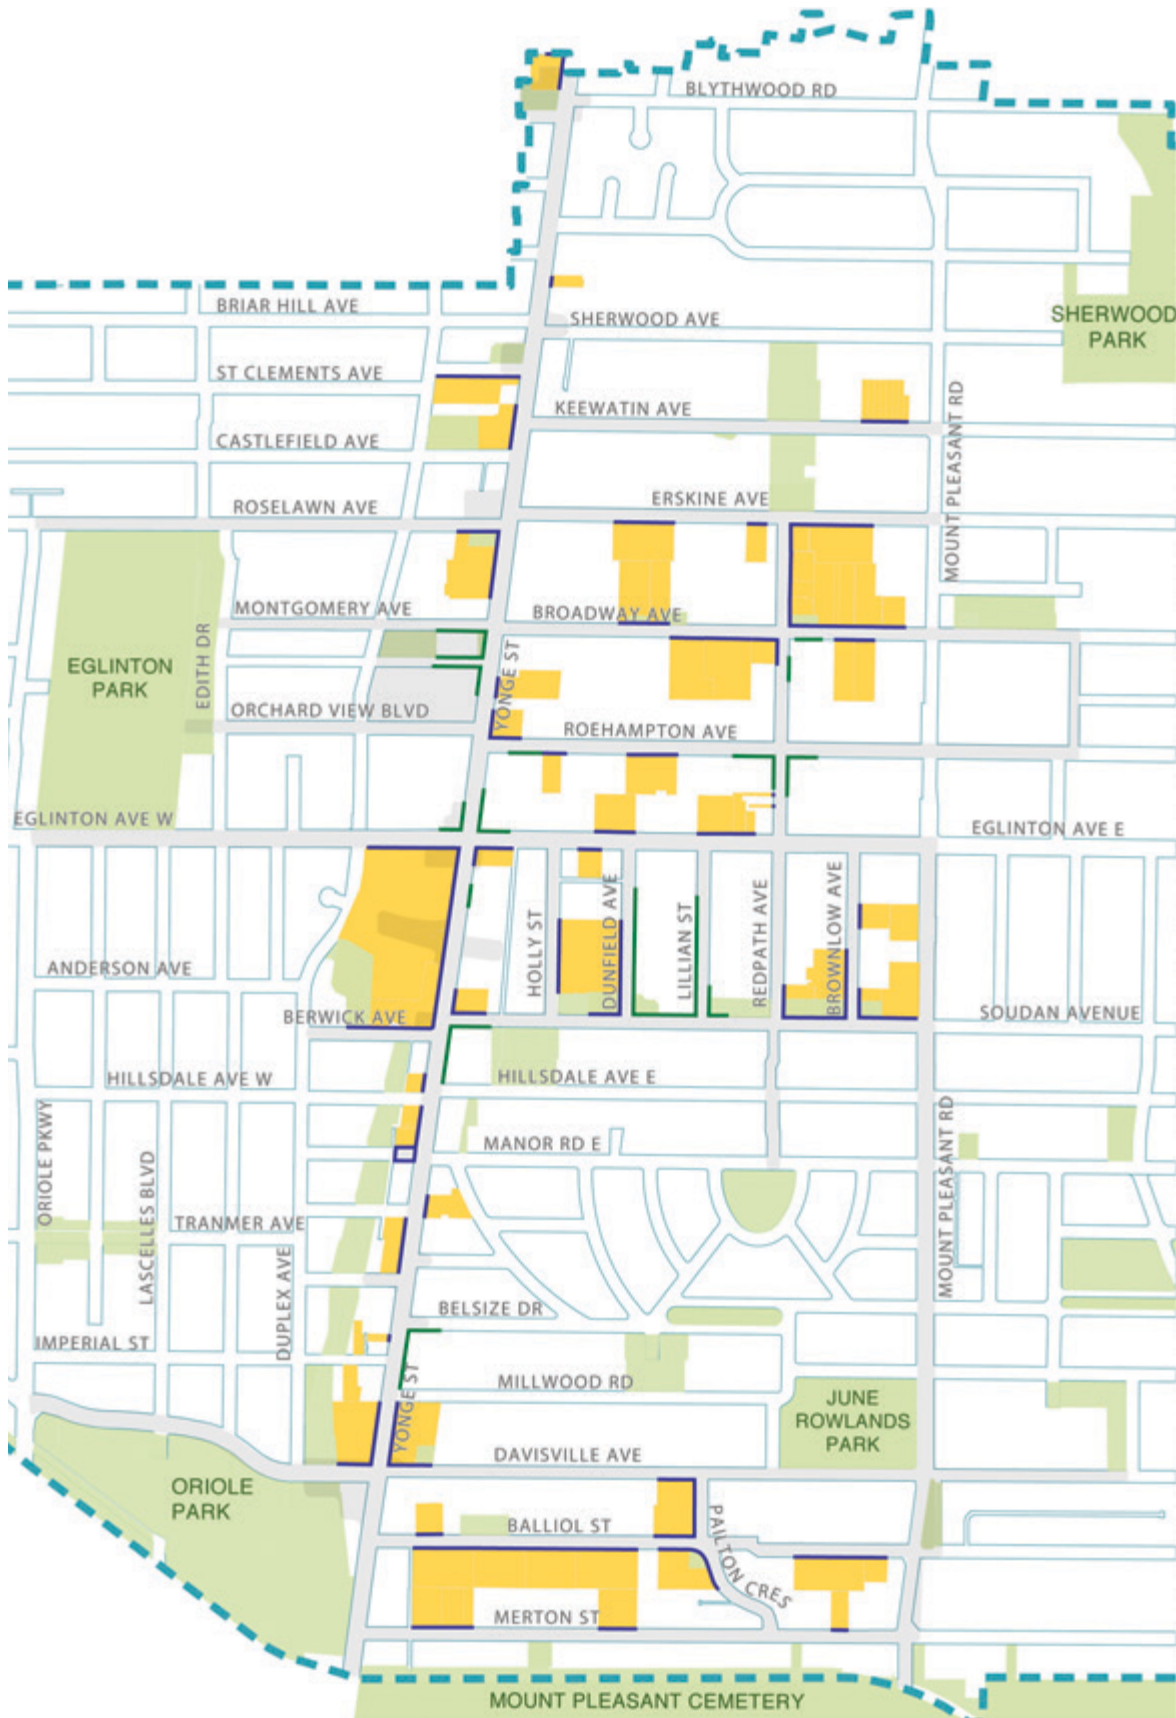 BLYTHWOOD RD
BRIAR HILL AVE
SHERWOOD AVE
SHERWOOD
PARK
ST CLEMENTS AVE
KEEWATIN AVE
MOUNT PLEASANT RD
CASTLEFIELD AVE
ERSKINE AVE
ROSELAWN AVE
MONTGOMERY AVE
BROADWAY AVE
EGLINTON
PARK
EDITH DR
YONGE ST
ORCHARD VIEW BLVD
ROEHAMPTON AVE
EGLINTON AVE W
EGLINTON AVE E
HOLLY ST
DUNFIELD AVE
LILLIAN ST
REDPATH AVE
BROWNLOW AVE
ANDERSON AVE
BERWICK AVE
SOUDAN AVENUE
HILLSDALE AVE W
HILLSDALE AVE E
ORIOLE PKWY
LASCELLES BLVD
MANOR RD E
MOUNT PLEASANT RD
TRANMER AVE
DUPLEX AVE
BELSIZE DR
IMPERIAL ST
YONGE ST
MILLWOOD RD
JUNE
ROWLANDS
PARK
DAVISVILLE AVE
ORIOLE
PARK
BALLIOL ST
PAILTON CRES
MERTON ST
MOUNT PLEASANT CEMETERY